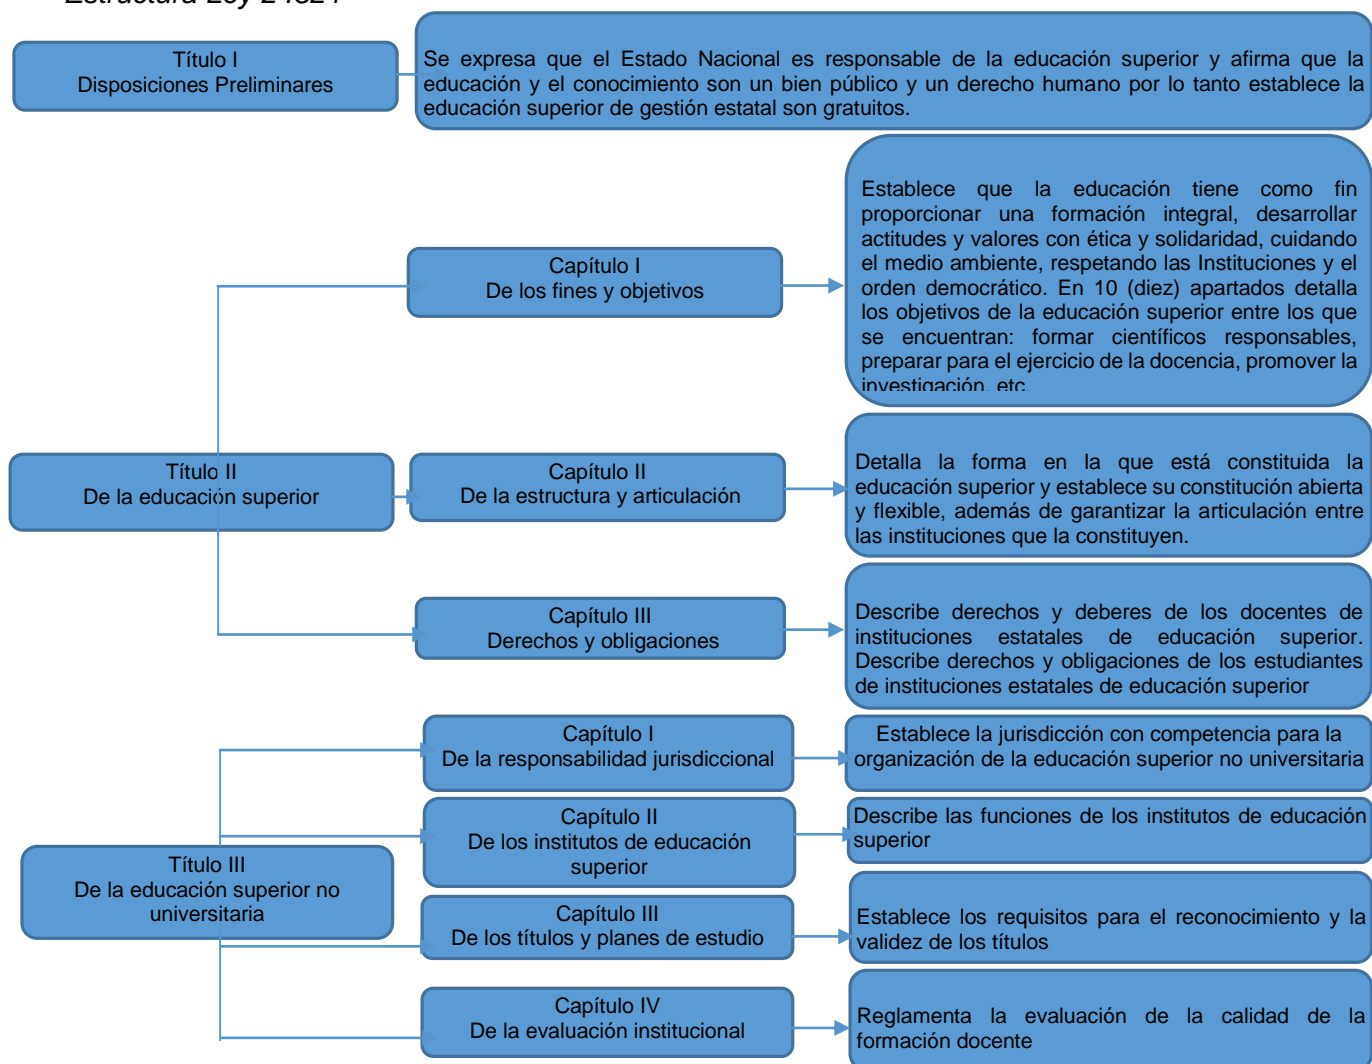 Estructura Ley 24521
Título I
Disposiciones Preliminares
Se expresa que el Estado Nacional es responsable de la educación superior y afirma que la
educación y el conocimiento son un bien público y un derecho humano por lo tanto establece la
educación superior de gestión estatal son gratuitos.
Título II
De la educación superior
Capítulo I
De los fines y objetivos
Establece que la educación tiene como fin
proporcionar una formación integral, desarrollar
actitudes y valores con ética y solidaridad, cuidando
el medio ambiente, respetando las Instituciones y el
orden democrático. En 10 (diez) apartados detalla
los objetivos de la educación superior entre los que
se encuentran: formar científicos responsables,
preparar para el ejercicio de la docencia, promover la
investigación, etc.
Capítulo II
De la estructura y articulación
Detalla la forma en la que está constituida la
educación superior y establece su constitución abierta
y flexible, además de garantizar la articulación entre
las instituciones que la constituyen.
Capítulo III
Derechos y obligaciones
Describe derechos y deberes de los docentes de
instituciones estatales de educación superior.
Describe derechos y obligaciones de los estudiantes
de instituciones estatales de educación superior
Título III
De la educación superior no
universitaria
Capítulo I
De la responsabilidad jurisdiccional
Establece la jurisdicción con competencia para la
organización de la educación superior no universitaria
Capítulo II
De los institutos de educación
superior
Describe las funciones de los institutos de educación
superior
Capítulo III
De los títulos y planes de estudio
Establece los requisitos para el reconocimiento y la
validez de los títulos
Capítulo IV
De la evaluación institucional
Reglamenta la evaluación de la calidad de la
formación docente